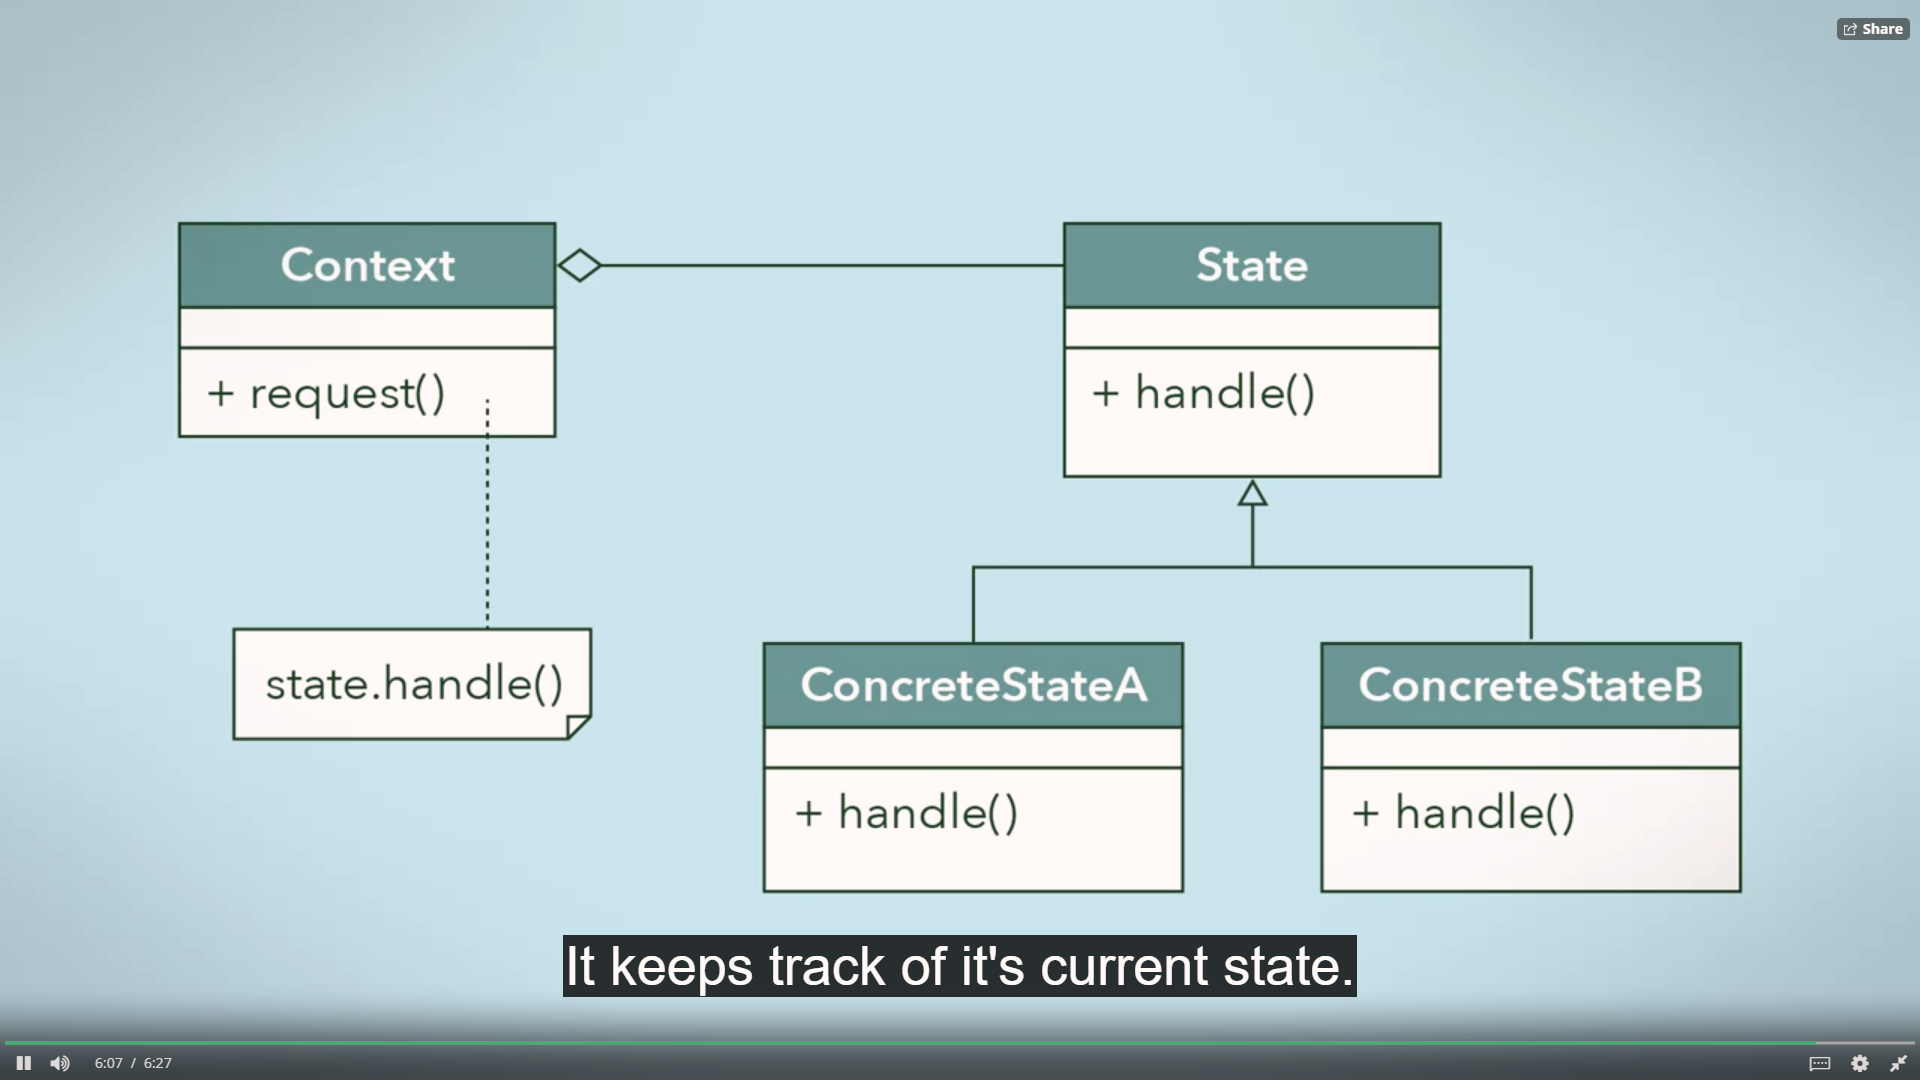 Share
Context
State
+ request()
+ handle()
state.handle()
ConcreteStateA
ConcreteStateB
+ handle()
+ handle()
It keeps track of it's current state.
6:07 / 6:27